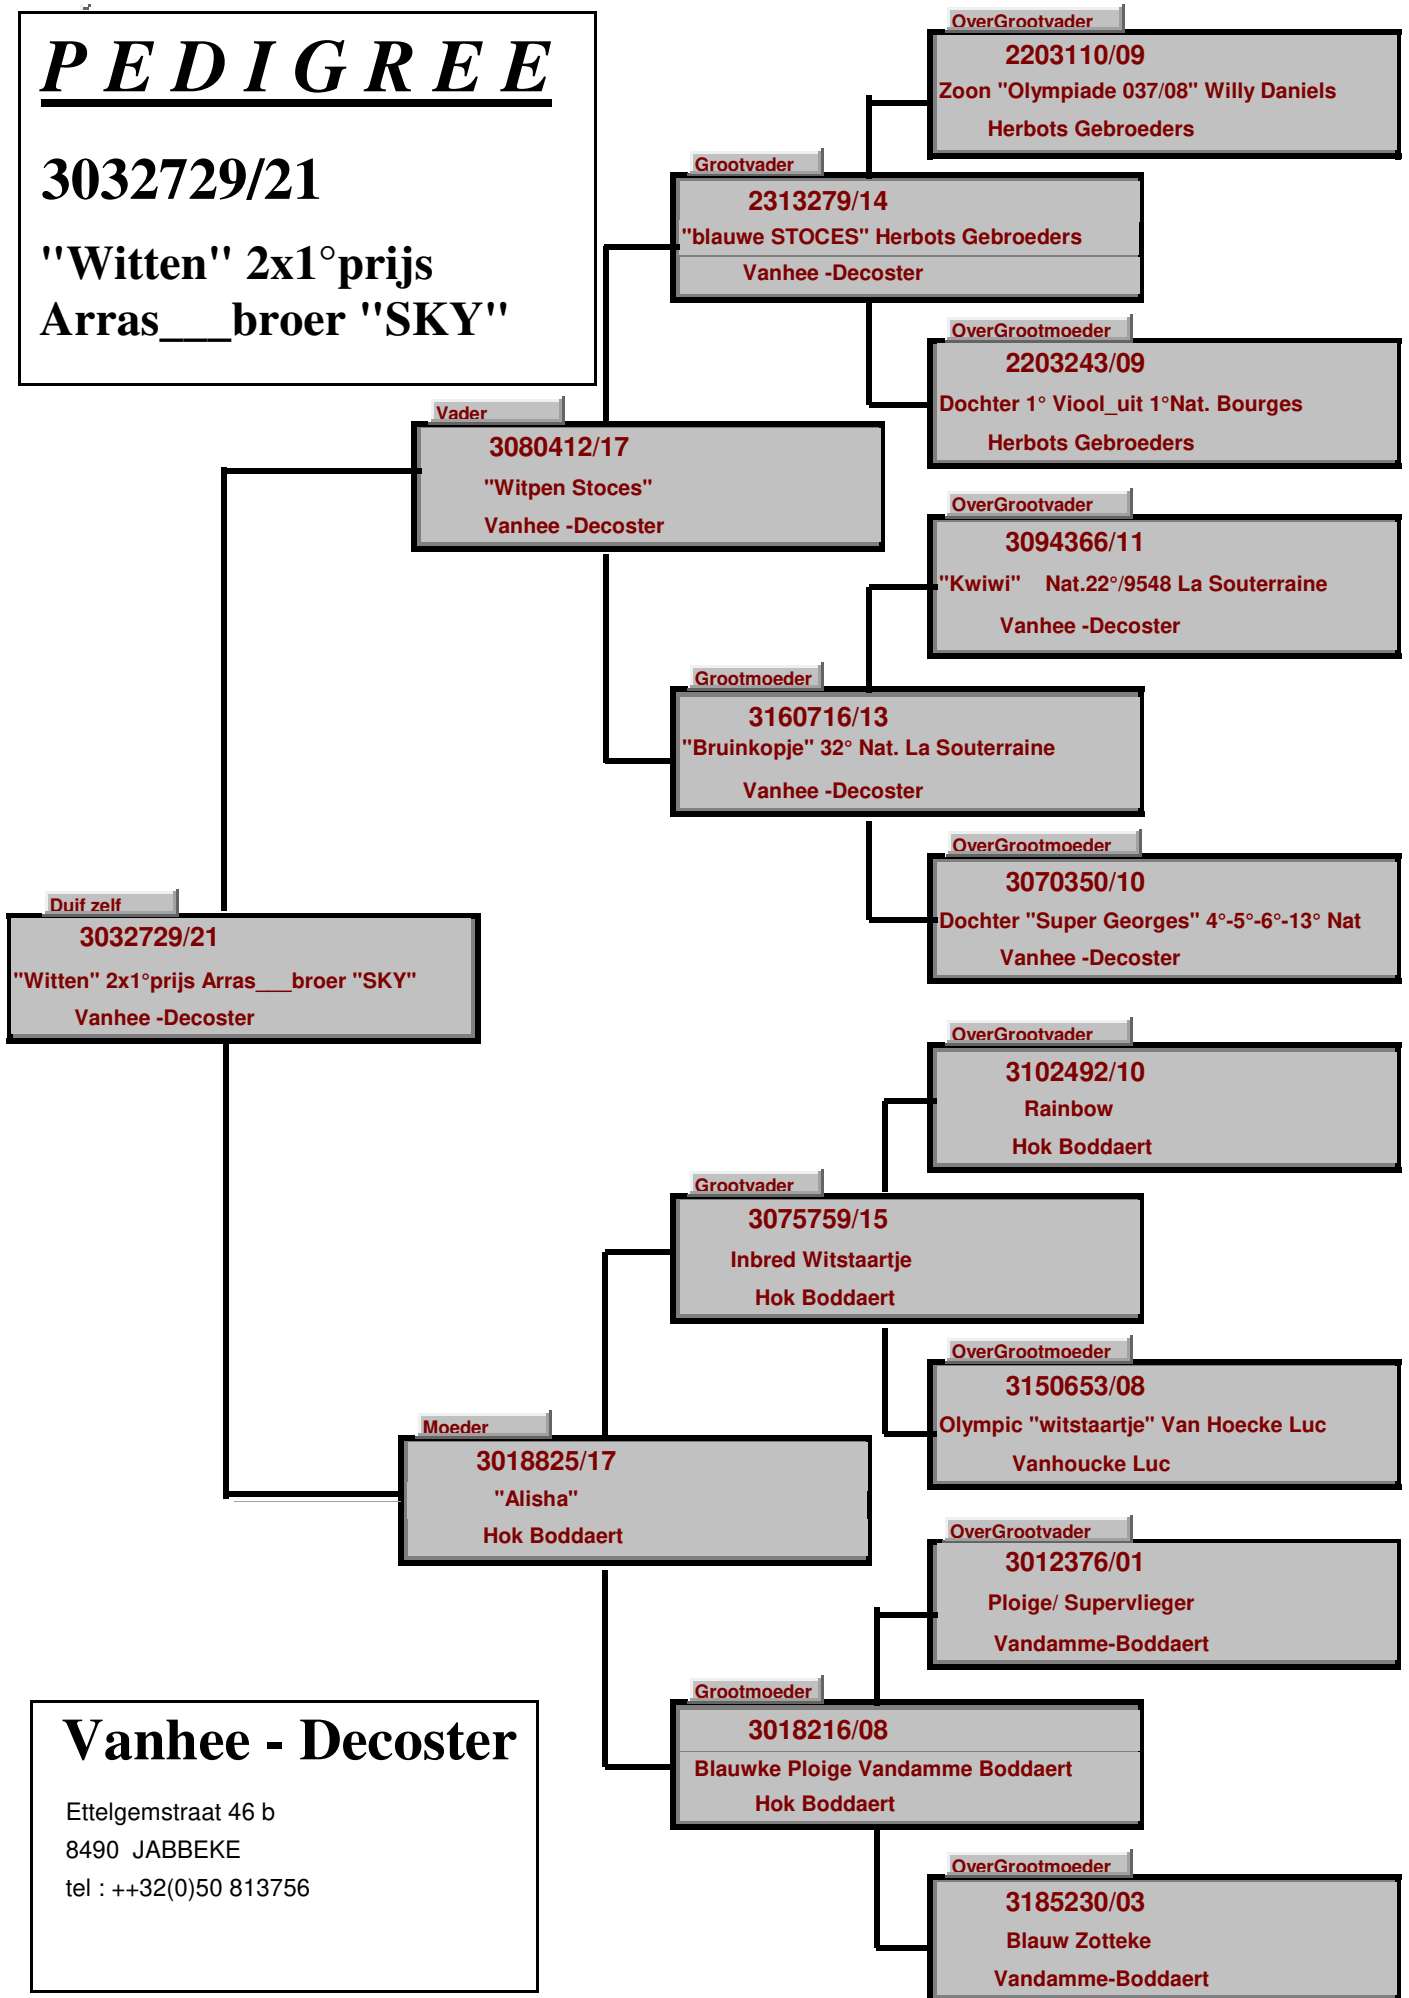 P E D I G R E E
3032729/21
"Witten" 2x1°prijs
Arras___broer "SKY"
OverGrootvader
2203110/09
Zoon "Olympiade 037/08" Willy Daniels
Herbots Gebroeders
Grootvader
2313279/14
"blauwe STOCES" Herbots Gebroeders
Vanhee -Decoster
OverGrootmoeder
2203243/09
Dochter 1° Viool_uit 1°Nat. Bourges
Herbots Gebroeders
Vader
3080412/17
"Witpen Stoces"
Vanhee -Decoster
OverGrootvader
3094366/11
"Kwiwi" Nat.22°/9548 La Souterraine
Vanhee -Decoster
Grootmoeder
3160716/13
"Bruinkopje" 32° Nat. La Souterraine
Vanhee -Decoster
OverGrootmoeder
3070350/10
Dochter "Super Georges" 4°-5°-6°-13° Nat
Vanhee -Decoster
Duif zelf
3032729/21
"Witten" 2x1°prijs Arras___broer "SKY"
Vanhee -Decoster
OverGrootvader
3102492/10
Rainbow
Hok Boddaert
Grootvader
3075759/15
Inbred Witstaartje
Hok Boddaert
OverGrootmoeder
3150653/08
Olympic "witstaartje" Van Hoecke Luc
Vanhoucke Luc
Moeder
3018825/17
"Alisha"
Hok Boddaert
OverGrootvader
3012376/01
Ploige/ Supervlieger
Vandamme-Boddaert
Grootmoeder
3018216/08
Blauwke Ploige Vandamme Boddaert
Hok Boddaert
OverGrootmoeder
3185230/03
Blauw Zotteke
Vandamme-Boddaert
Vanhee - Decoster
Ettelgemstraat 46 b
8490 JABBEKE
tel : ++32(0)50 813756